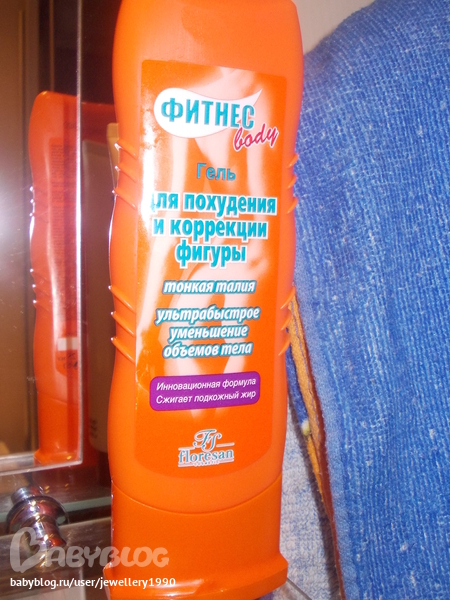 ФИТНЕС
body
Гель
для похудения
и коррекции
фигуры
тонкая талия
ультрабыстрое
уменьшение
объемов тела
Инновационная формула
Сжигает подкожный жир
FS
floresan
BABYBLOG
babyblog.ru/user/jewellery1990